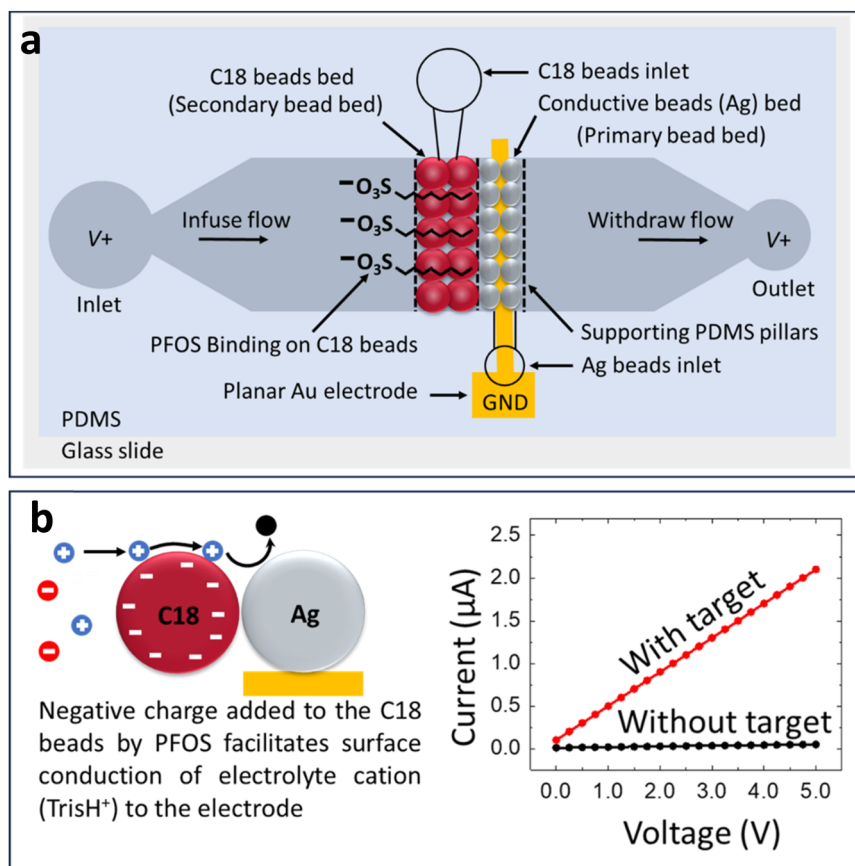 a
C18 beads bed
(Secondary bead bed)
C18 beads inlet
Conductive beads (Ag) bed
(Primary bead bed)
−O₃S
−O₃S
−O₃S
V+
Inlet
Infuse flow
Withdraw flow
V+
Outlet
PFOS Binding on C18 beads
Supporting PDMS pillars
Ag beads inlet
Planar Au electrode
GND
PDMS
Glass slide
b
C18
Ag
Negative charge added to the C18
beads by PFOS facilitates surface
conduction of electrolyte cation
(TrisH⁺) to the electrode
Current (µA)
2.5
2.0
1.5
1.0
0.5
0.0
With target
Without target
0.0 1.0 2.0 3.0 4.0 5.0
Voltage (V)